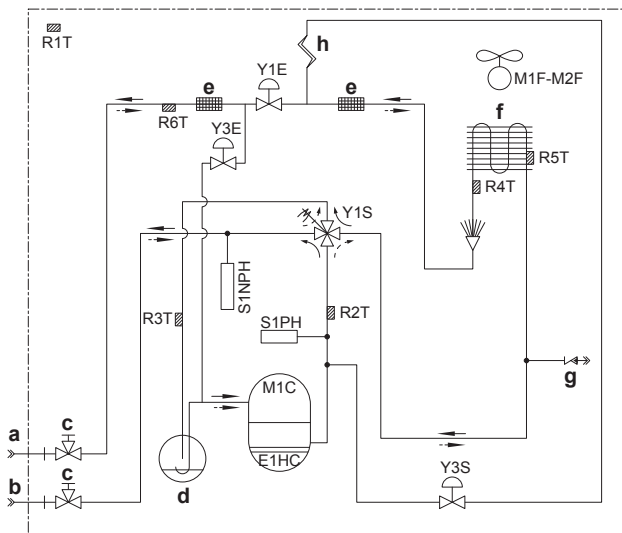 R1T
h
M1F-M2F
Y1E
e
e
f
R6T
Y3E
R5T
R4T
Y1S
S1NPH
R3T
S1PH
R2T
g
M1C
a
c
E1HC
Y3S
b
c
d